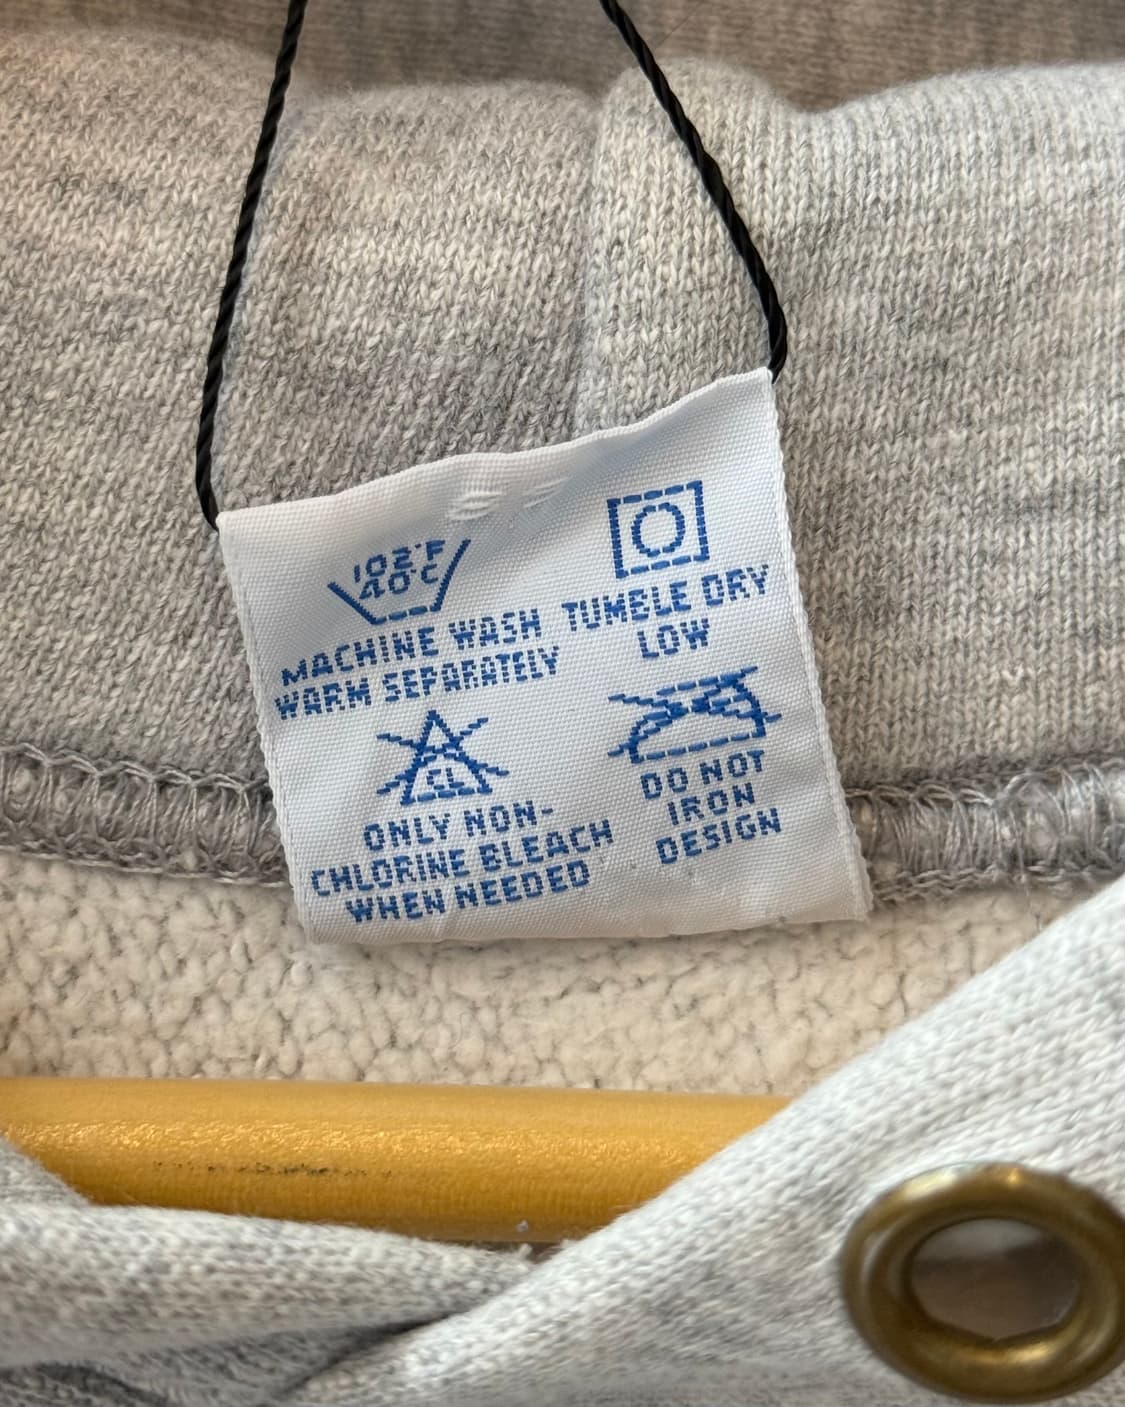 102°F
40°C
MACHINE WASH
WARM SEPARATELY
TUMBLE DRY
LOW
CL
ONLY NON-
CHLORINE BLEACH
WHEN NEEDED
DO NOT
IRON
DESIGN